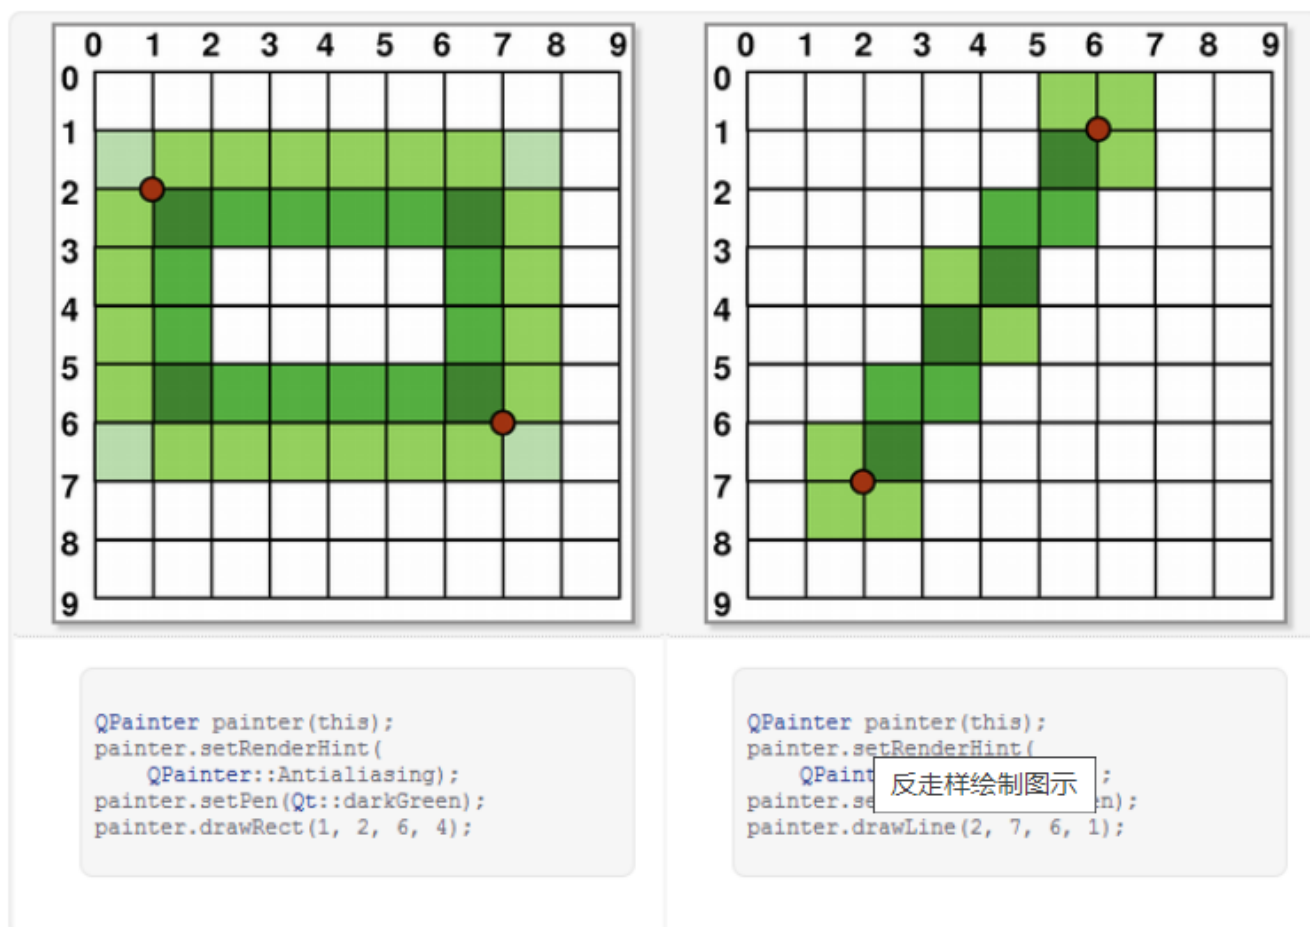 0 1 2 3 4 5 6 7 8 9
0
1
2
3
4
5
6
7
8
9
QPainter painter(this);
painter.setRenderHint(
QPainter::Antialiasing);
painter.setPen(Qt::darkGreen);
painter.drawRect(1, 2, 6, 4);
0 1 2 3 4 5 6 7 8 9
0
1
2
3
4
5
6
7
8
9
QPainter painter(this);
painter.setRenderHint(
QPaint ;
反走样绘制图示
painter.se en);
painter.drawLine(2, 7, 6, 1);